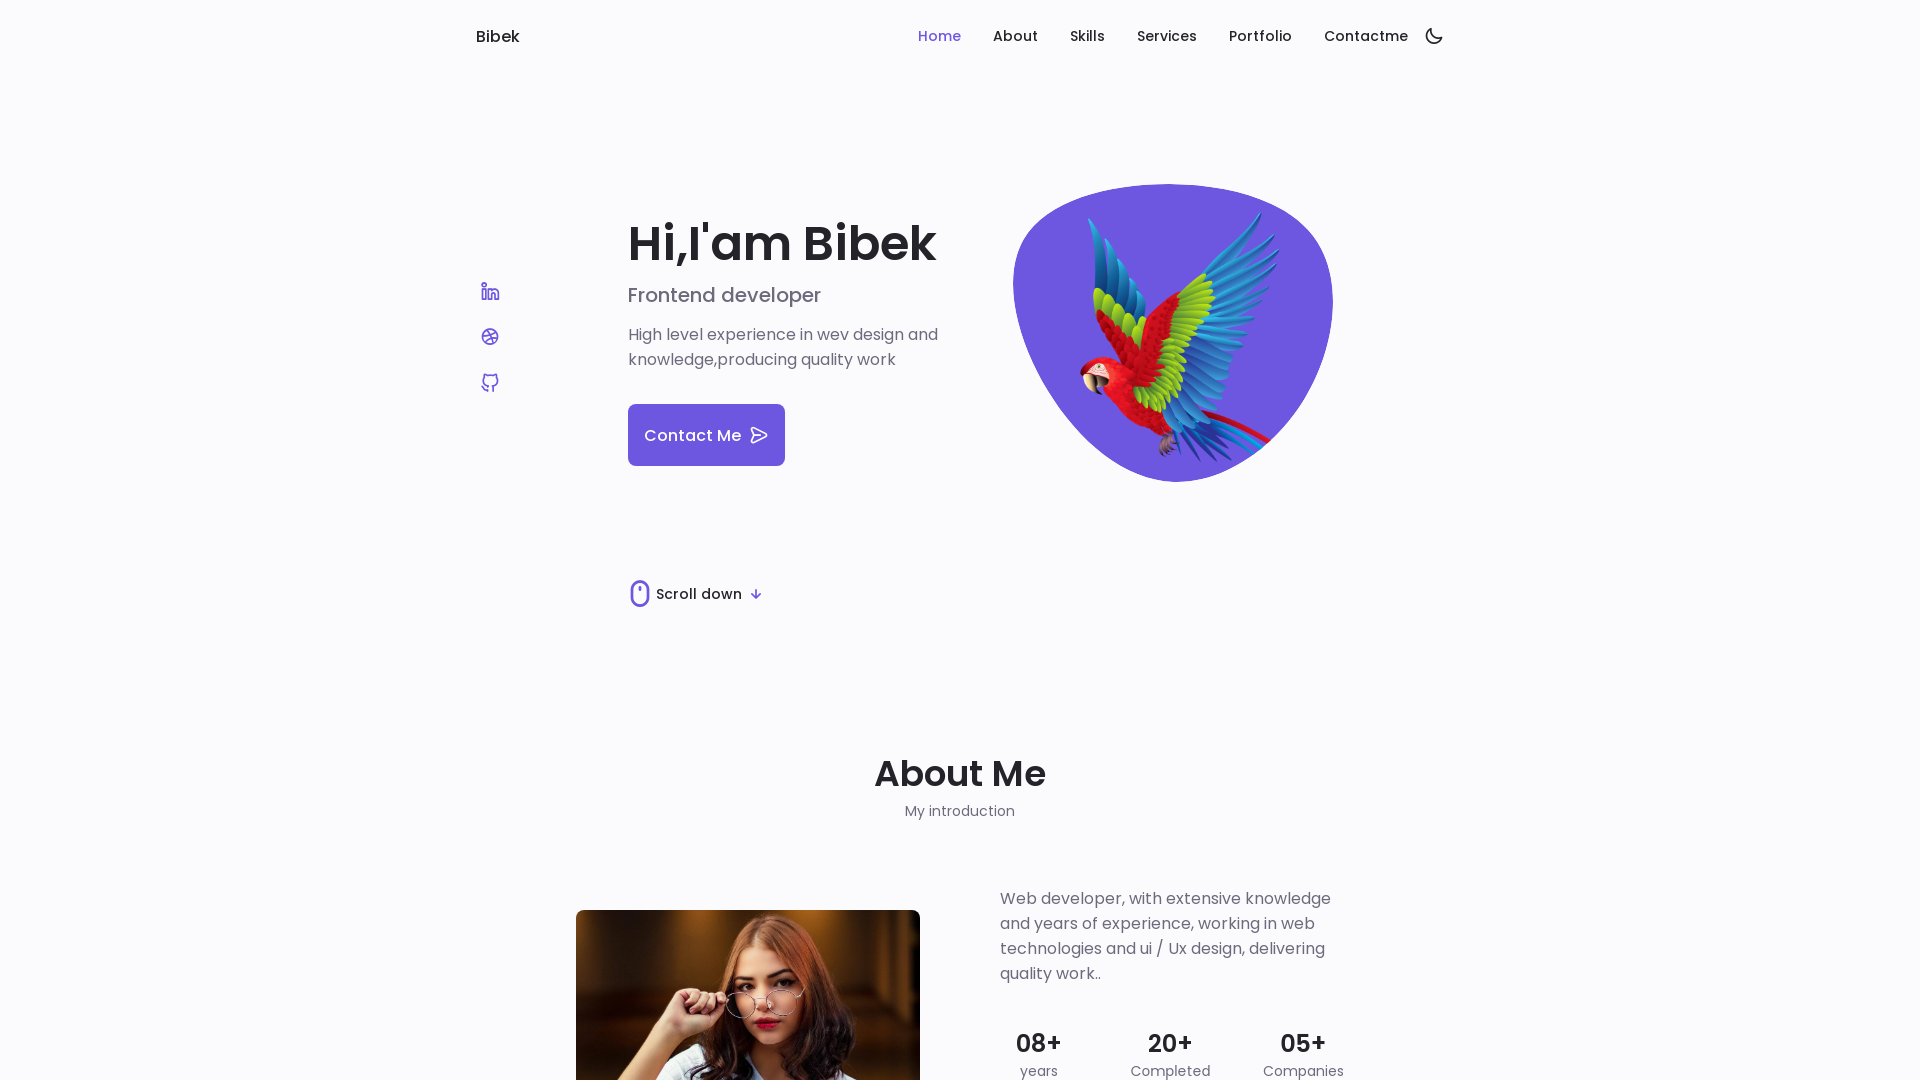 Bibek
Home About Skills Services Portfolio Contactme
Hi,I'am Bibek
Frontend developer
High level experience in wev design and
knowledge,producing quality work
Contact Me
Scroll down
About Me
My introduction
Web developer, with extensive knowledge
and years of experience, working in web
technologies and ui / Ux design, delivering
quality work..
08+ 20+ 05+
years Completed Companies